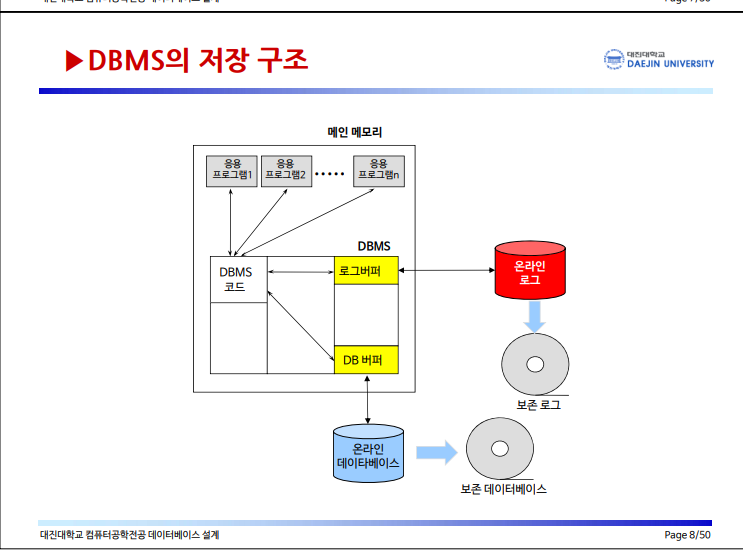 ▶DBMS의 저장 구조
대진대학교
DAEJIN UNIVERSITY
메인 메모리
응용
프로그램1
응용
프로그램2
•••••
응용
프로그램n
DBMS
DBMS
코드
로그버퍼
온라인
로그
DB 버퍼
보존 로그
온라인
데이타베이스
보존 데이터베이스
대진대학교 컴퓨터공학전공 데이터베이스 설계
Page 8/50